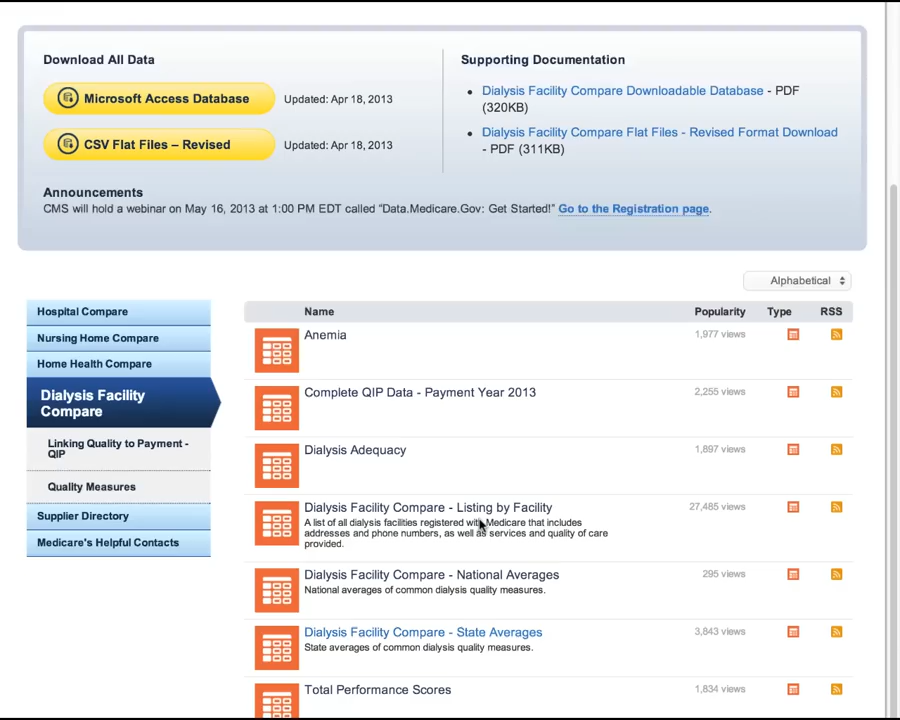 Download All Data
Microsoft Access Database
Updated: Apr 18, 2013
CSV Flat Files – Revised
Updated: Apr 18, 2013
Supporting Documentation
Dialysis Facility Compare Downloadable Database - PDF
(320KB)
Dialysis Facility Compare Flat Files - Revised Format Download
- PDF (311KB)
Announcements
CMS will hold a webinar on May 16, 2013 at 1:00 PM EDT called “Data.Medicare.Gov: Get Started!” Go to the Registration page.
Alphabetical
Hospital Compare
Nursing Home Compare
Home Health Compare
Dialysis Facility
Compare
Linking Quality to Payment -
QIP
Quality Measures
Supplier Directory
Medicare's Helpful Contacts
Name Popularity Type RSS
Anemia 1,977 views
Complete QIP Data - Payment Year 2013 2,255 views
Dialysis Adequacy 1,897 views
Dialysis Facility Compare - Listing by Facility 27,485 views
A list of all dialysis facilities registered with Medicare that includes
addresses and phone numbers, as well as services and quality of care
provided.
Dialysis Facility Compare - National Averages 295 views
National averages of common dialysis quality measures.
Dialysis Facility Compare - State Averages 3,843 views
State averages of common dialysis quality measures.
Total Performance Scores 1,834 views